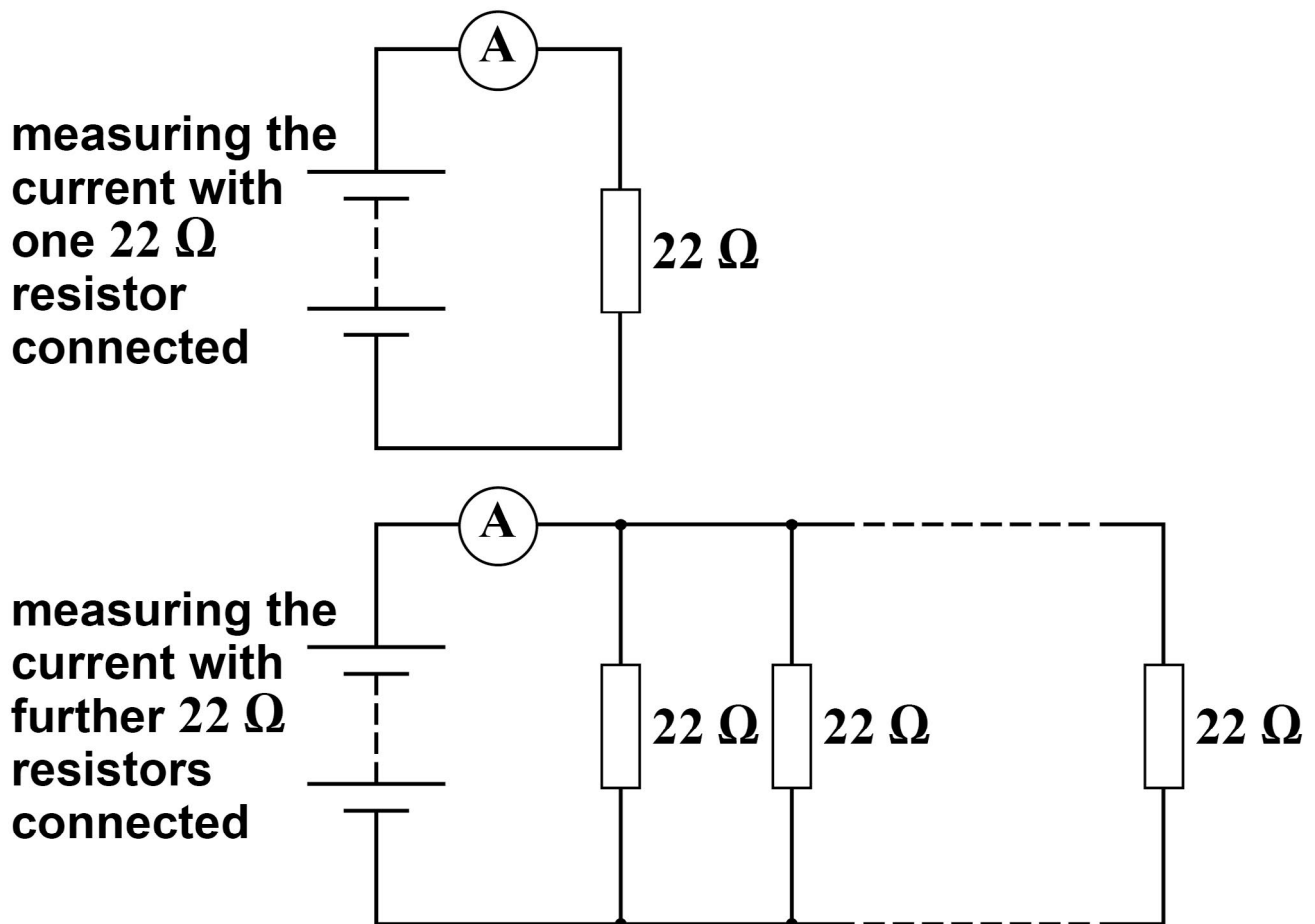 A
measuring the
current with
one 22 Ω
resistor
connected
22 Ω
A
measuring the
current with
further 22 Ω
resistors
connected
22 Ω
22 Ω
22 Ω